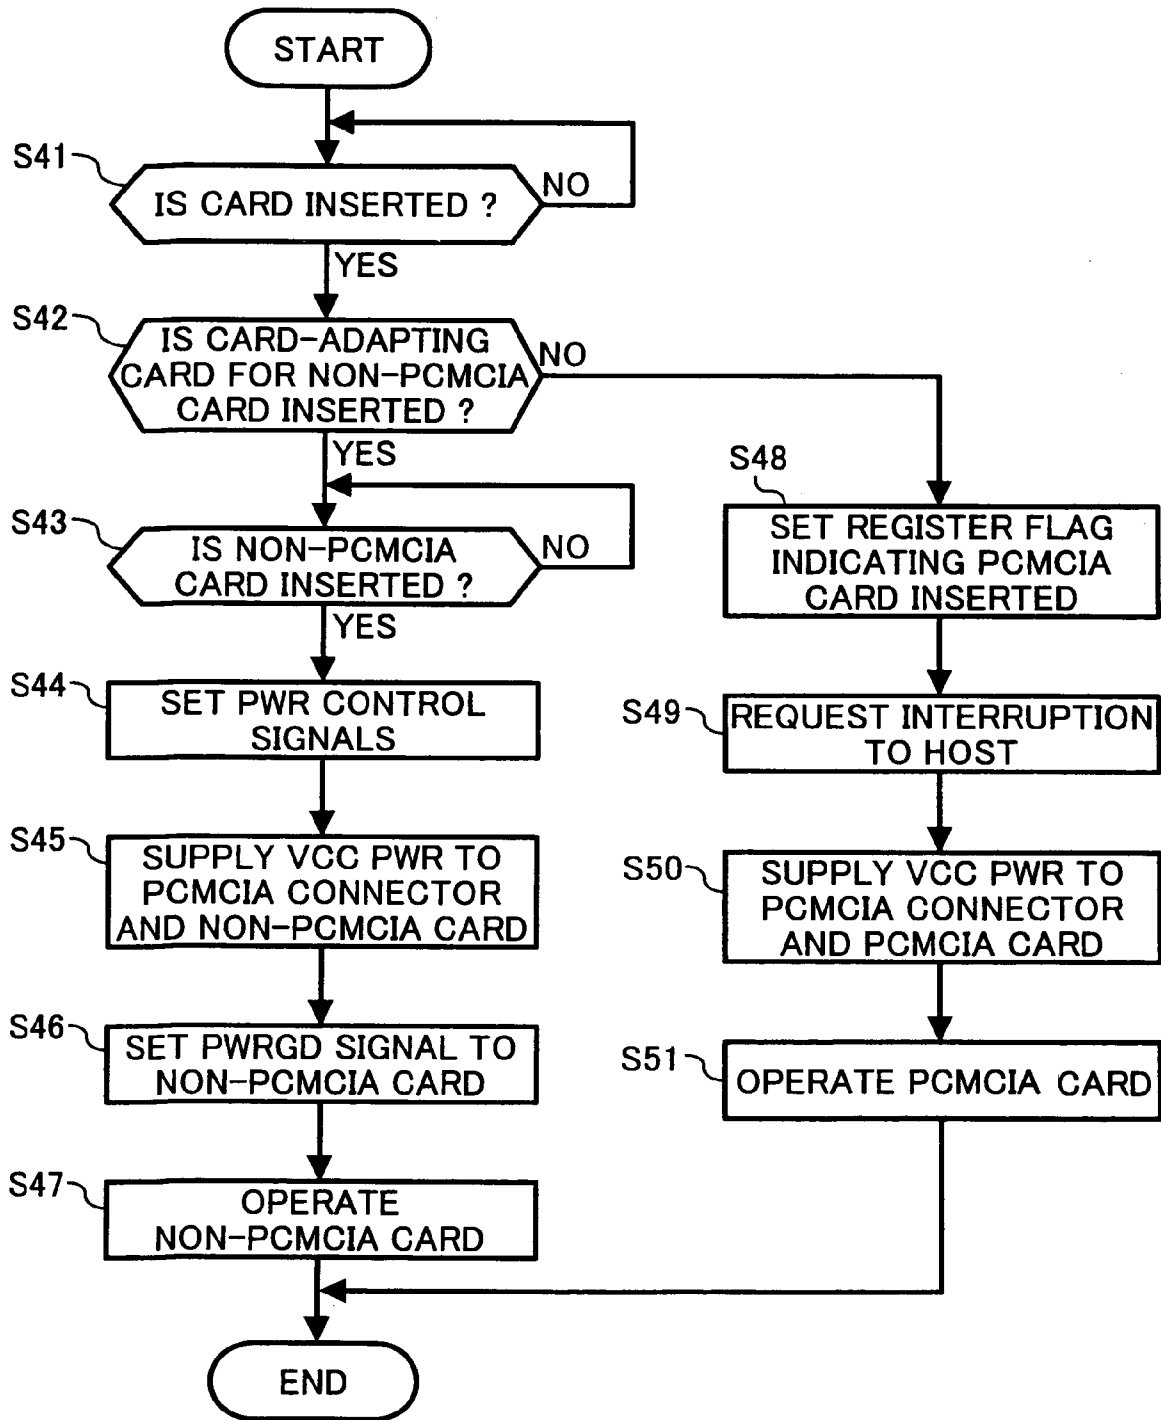 START
S41
IS CARD INSERTED ?
NO
YES
S42
IS CARD-ADAPTING
CARD FOR NON-PCMCIA
CARD INSERTED ?
NO
YES
S43
IS NON-PCMCIA
CARD INSERTED ?
NO
YES
S44
SET PWR CONTROL
SIGNALS
S45
SUPPLY VCC PWR TO
PCMCIA CONNECTOR
AND NON-PCMCIA CARD
S46
SET PWRGD SIGNAL TO
NON-PCMCIA CARD
S47
OPERATE
NON-PCMCIA CARD
S48
SET REGISTER FLAG
INDICATING PCMCIA
CARD INSERTED
S49
REQUEST INTERRUPTION
TO HOST
S50
SUPPLY VCC PWR TO
PCMCIA CONNECTOR
AND PCMCIA CARD
S51
OPERATE PCMCIA CARD
END